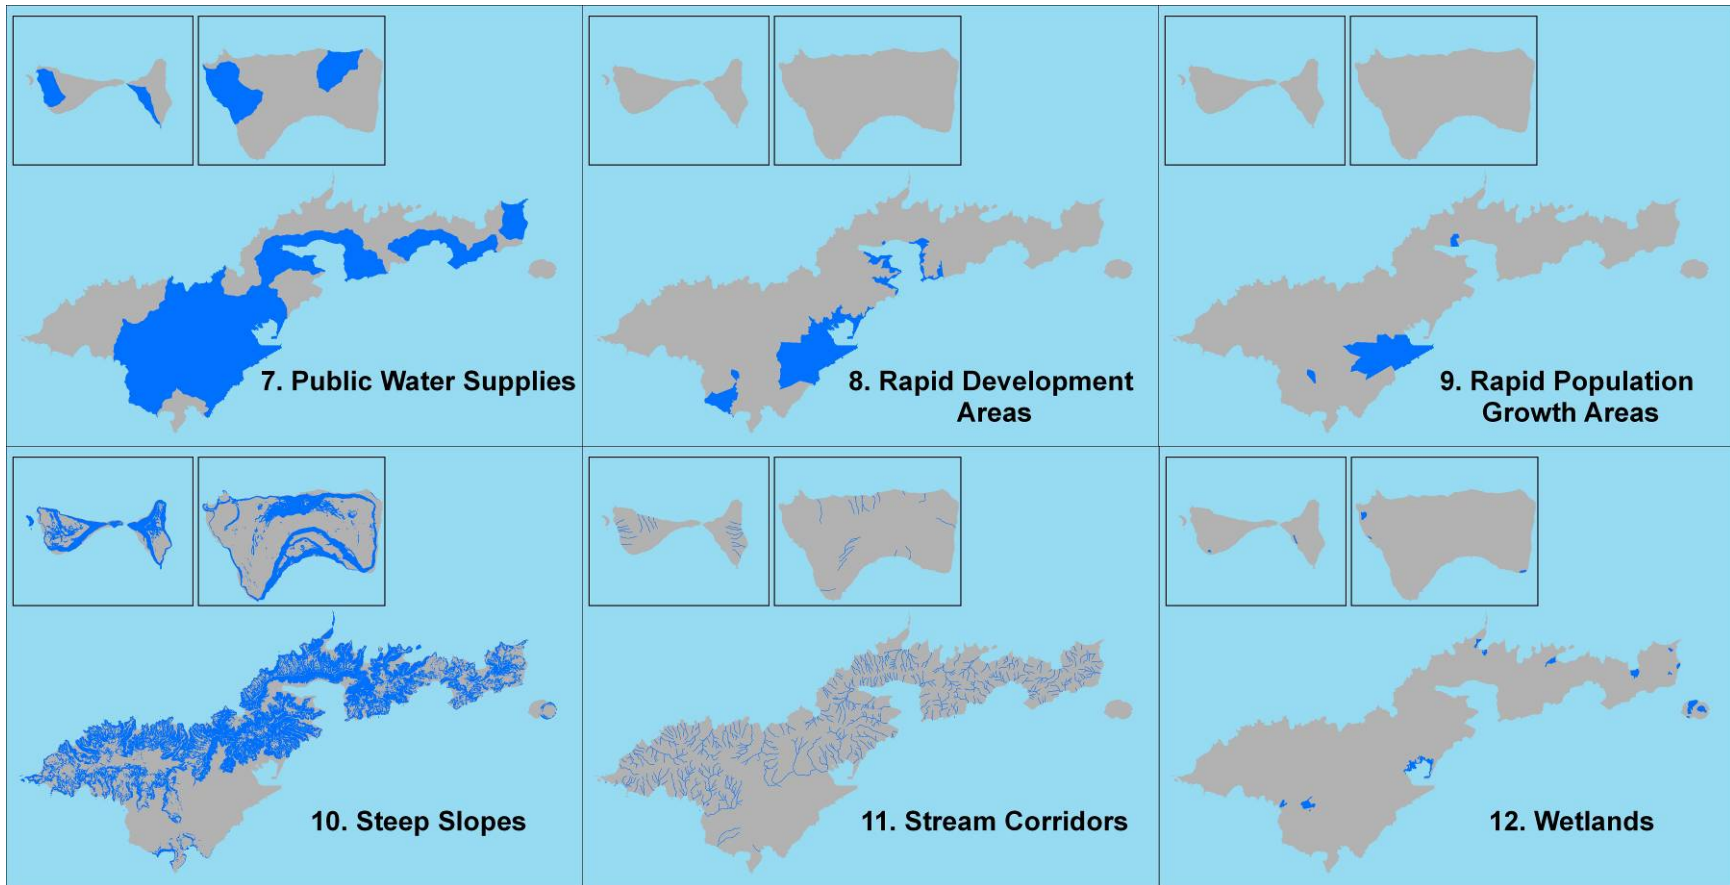 7. Public Water Supplies
8. Rapid Development
Areas
9. Rapid Population
Growth Areas
10. Steep Slopes
11. Stream Corridors
12. Wetlands